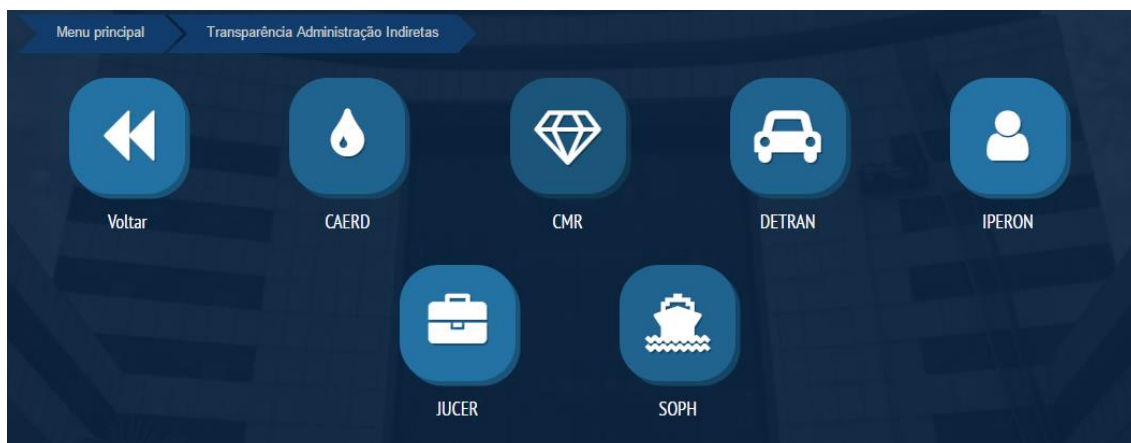 Menu principal
Transparência Administração Indiretas
Voltar
CAERD
CMR
DETRAN
IPERON
JUCER
SOPH